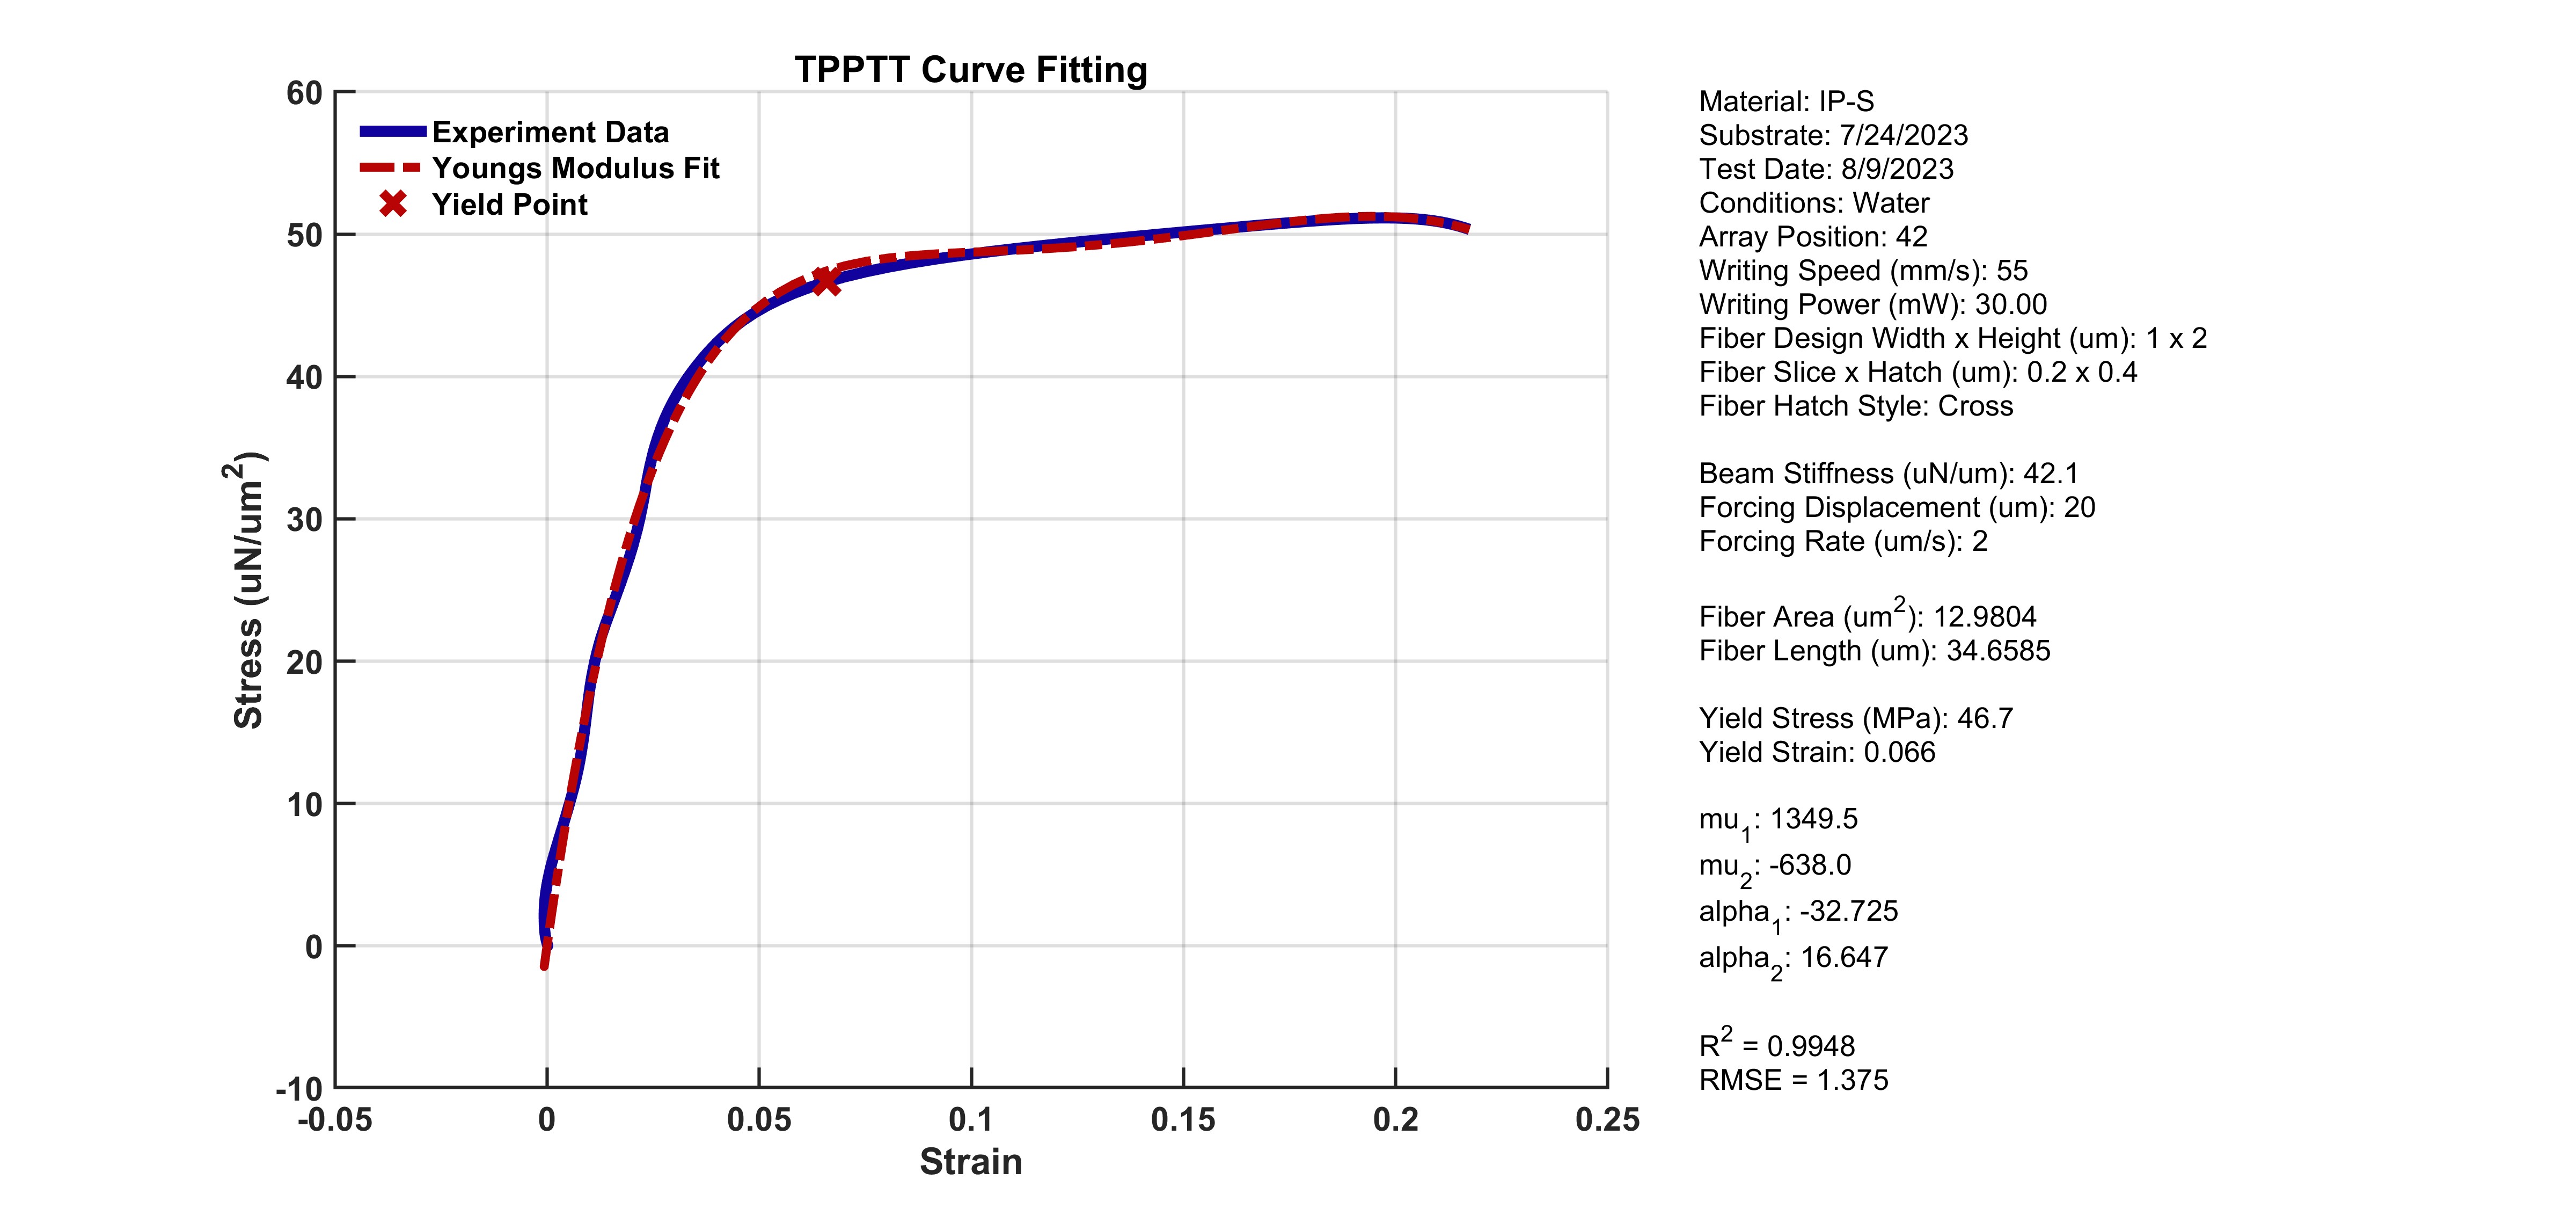 TPPTT Curve Fitting
60
50
40
30
20
10
0
-10
Stress (uN/um2)
Experiment Data
Youngs Modulus Fit
Yield Point
-0.05
0
0.05
0.1
0.15
0.2
0.25
Strain
Material: IP-S
Substrate: 7/24/2023
Test Date: 8/9/2023
Conditions: Water
Array Position: 42
Writing Speed (mm/s): 55
Writing Power (mW): 30.00
Fiber Design Width x Height (um): 1 x 2
Fiber Slice x Hatch (um): 0.2 x 0.4
Fiber Hatch Style: Cross
Beam Stiffness (uN/um): 42.1
Forcing Displacement (um): 20
Forcing Rate (um/s): 2
Fiber Area (um2): 12.9804
Fiber Length (um): 34.6585
Yield Stress (MPa): 46.7
Yield Strain: 0.066
mu1: 1349.5
mu2: -638.0
alpha1: -32.725
alpha2: 16.647
R2 = 0.9948
RMSE = 1.375